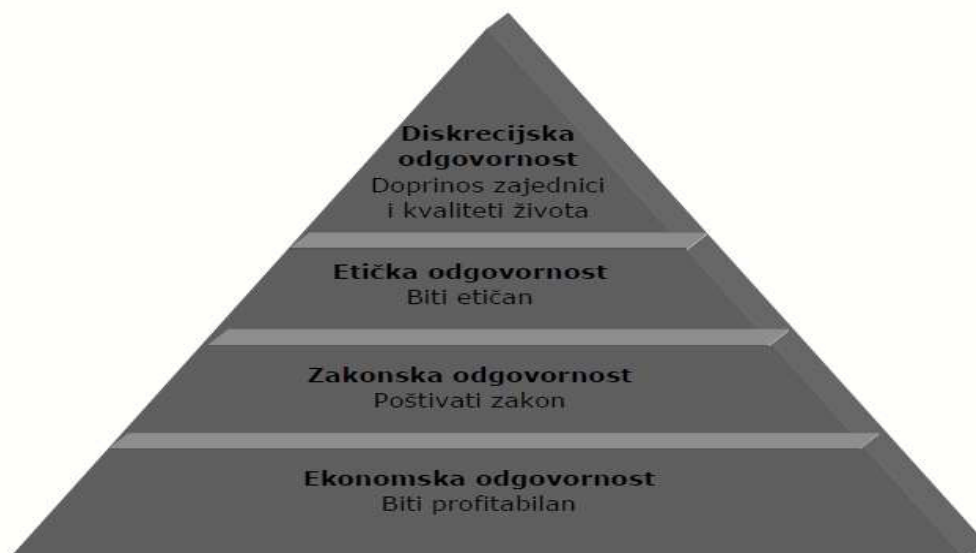 Diskrecijska
odgovornost
Doprinos zajednici
i kvaliteti života
Etička odgovornost
Biti etičan
Zakonska odgovornost
Poštivati zakon
Ekonomska odgovornost
Biti profitabilan